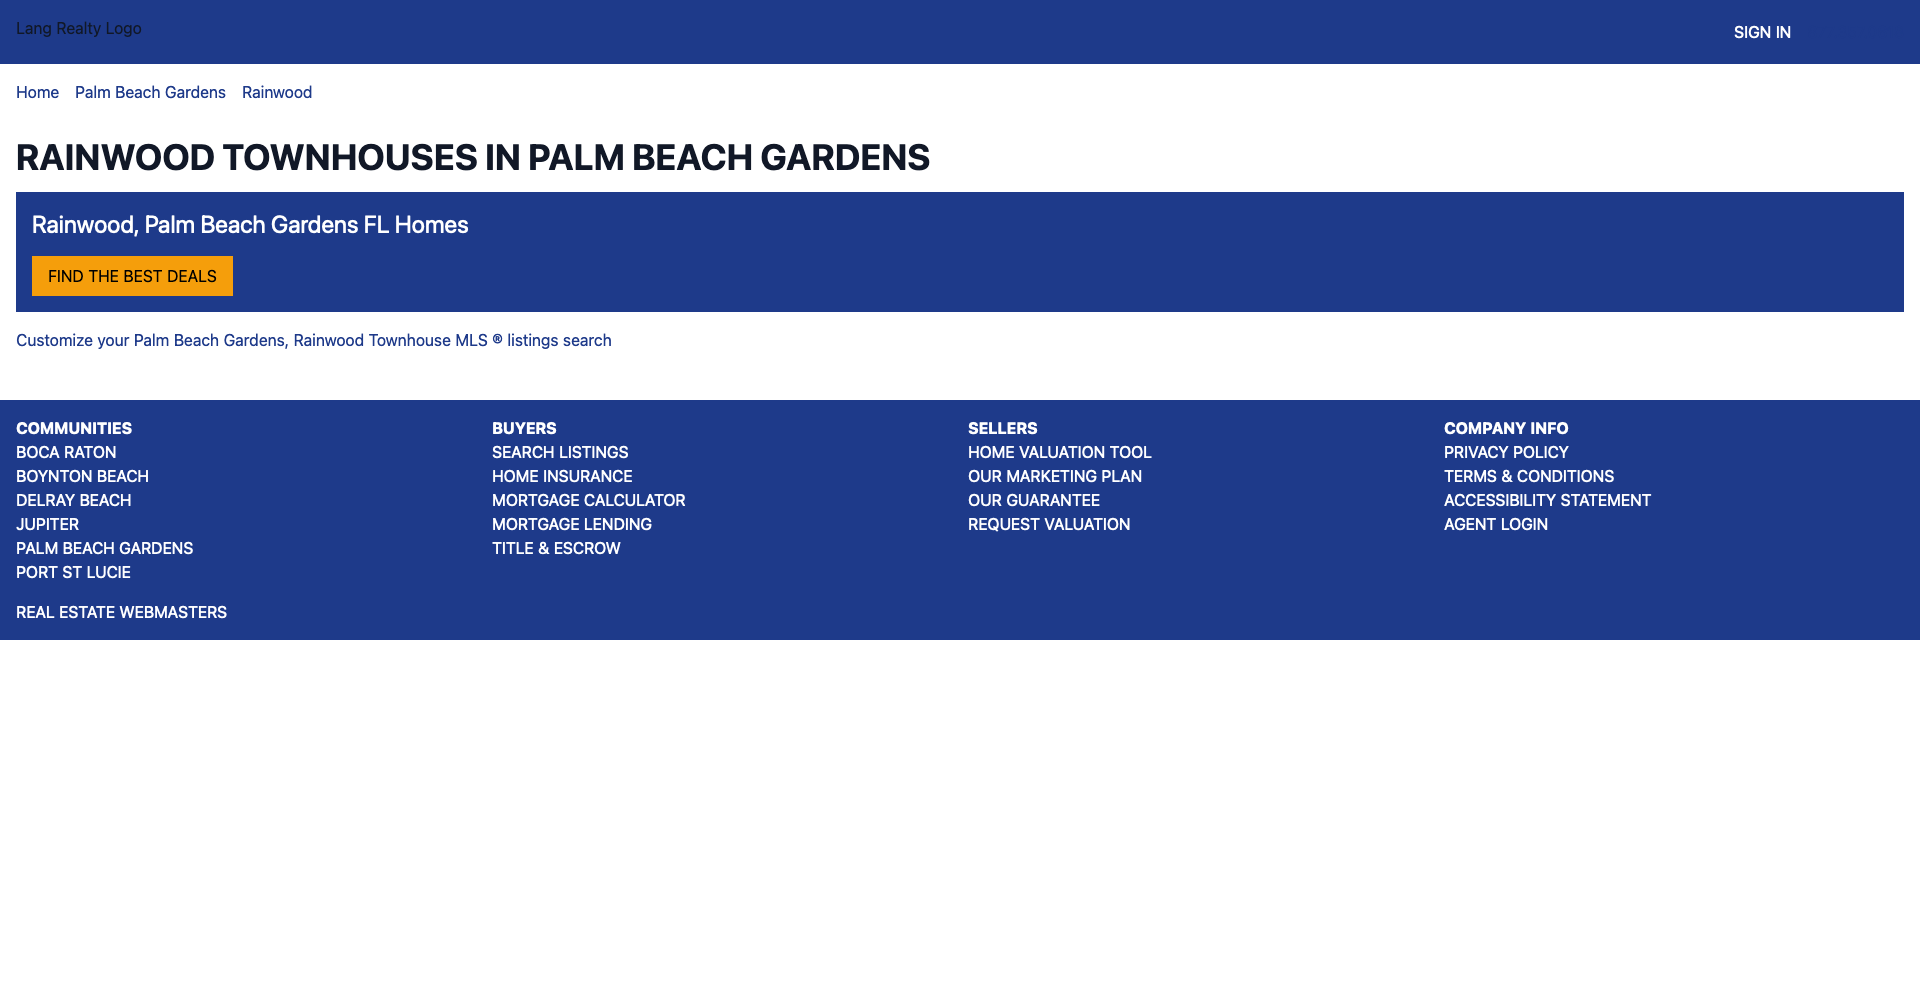 Lang Realty Logo
SIGN IN
Home Palm Beach Gardens Rainwood
RAINWOOD TOWNHOUSES IN PALM BEACH GARDENS
Rainwood, Palm Beach Gardens FL Homes
FIND THE BEST DEALS
Customize your Palm Beach Gardens, Rainwood Townhouse MLS ® listings search
COMMUNITIES
BOCA RATON
BOYNTON BEACH
DELRAY BEACH
JUPITER
PALM BEACH GARDENS
PORT ST LUCIE
BUYERS
SEARCH LISTINGS
HOME INSURANCE
MORTGAGE CALCULATOR
MORTGAGE LENDING
TITLE & ESCROW
SELLERS
HOME VALUATION TOOL
OUR MARKETING PLAN
OUR GUARANTEE
REQUEST VALUATION
COMPANY INFO
PRIVACY POLICY
TERMS & CONDITIONS
ACCESSIBILITY STATEMENT
AGENT LOGIN
REAL ESTATE WEBMASTERS